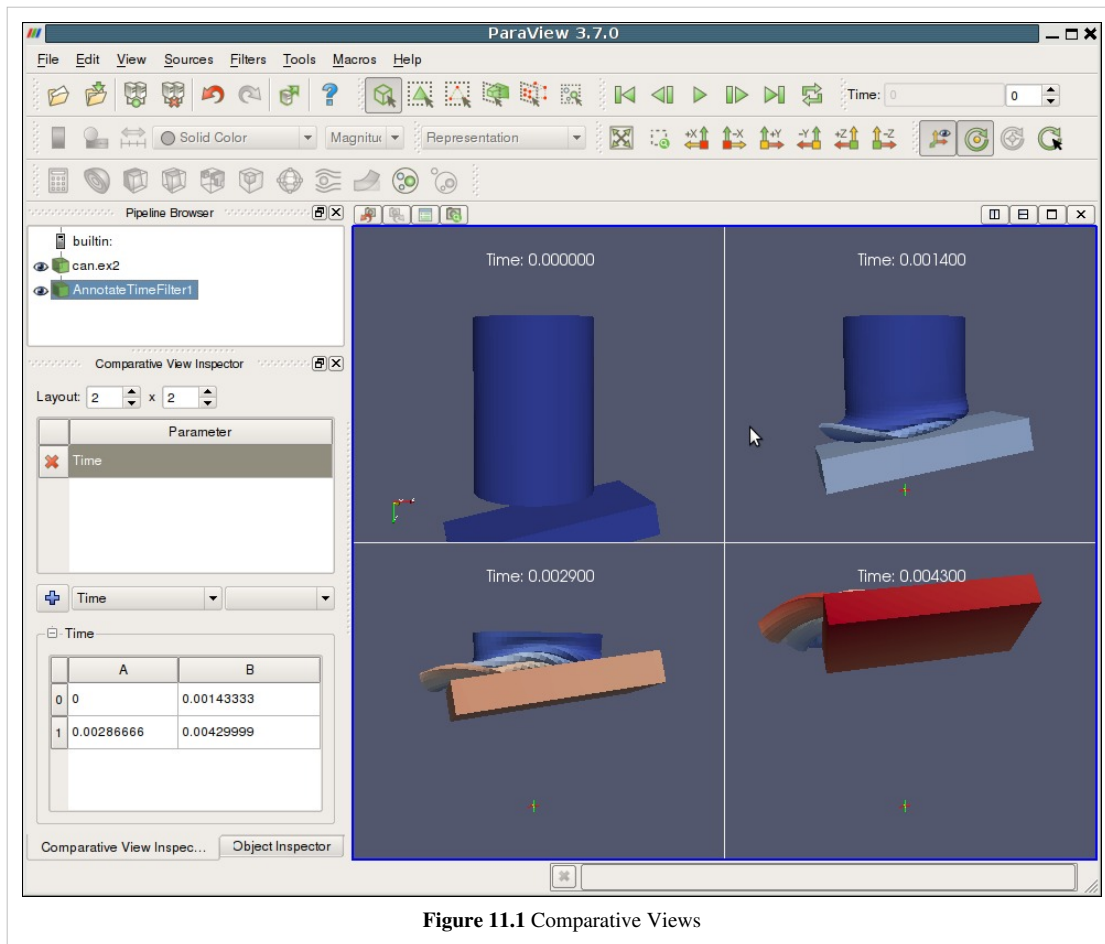 ParaView 3.7.0
File Edit View Sources Filters Tools Macros Help
Time: 0 0
Solid Color Magnitu Representation
+X -X +Y -Y +Z -Z
Pipeline Browser
builtin:
can.ex2
AnnotateTimeFilter1
Comparative View Inspector
Layout: 2 x 2
Parameter
Time
Time
Time
A B
0 0 0.00143333
1 0.00286666 0.00429999
Comparative View Inspec... Object Inspector
Time: 0.000000
Time: 0.001400
Time: 0.002900
Time: 0.004300
Figure 11.1 Comparative Views